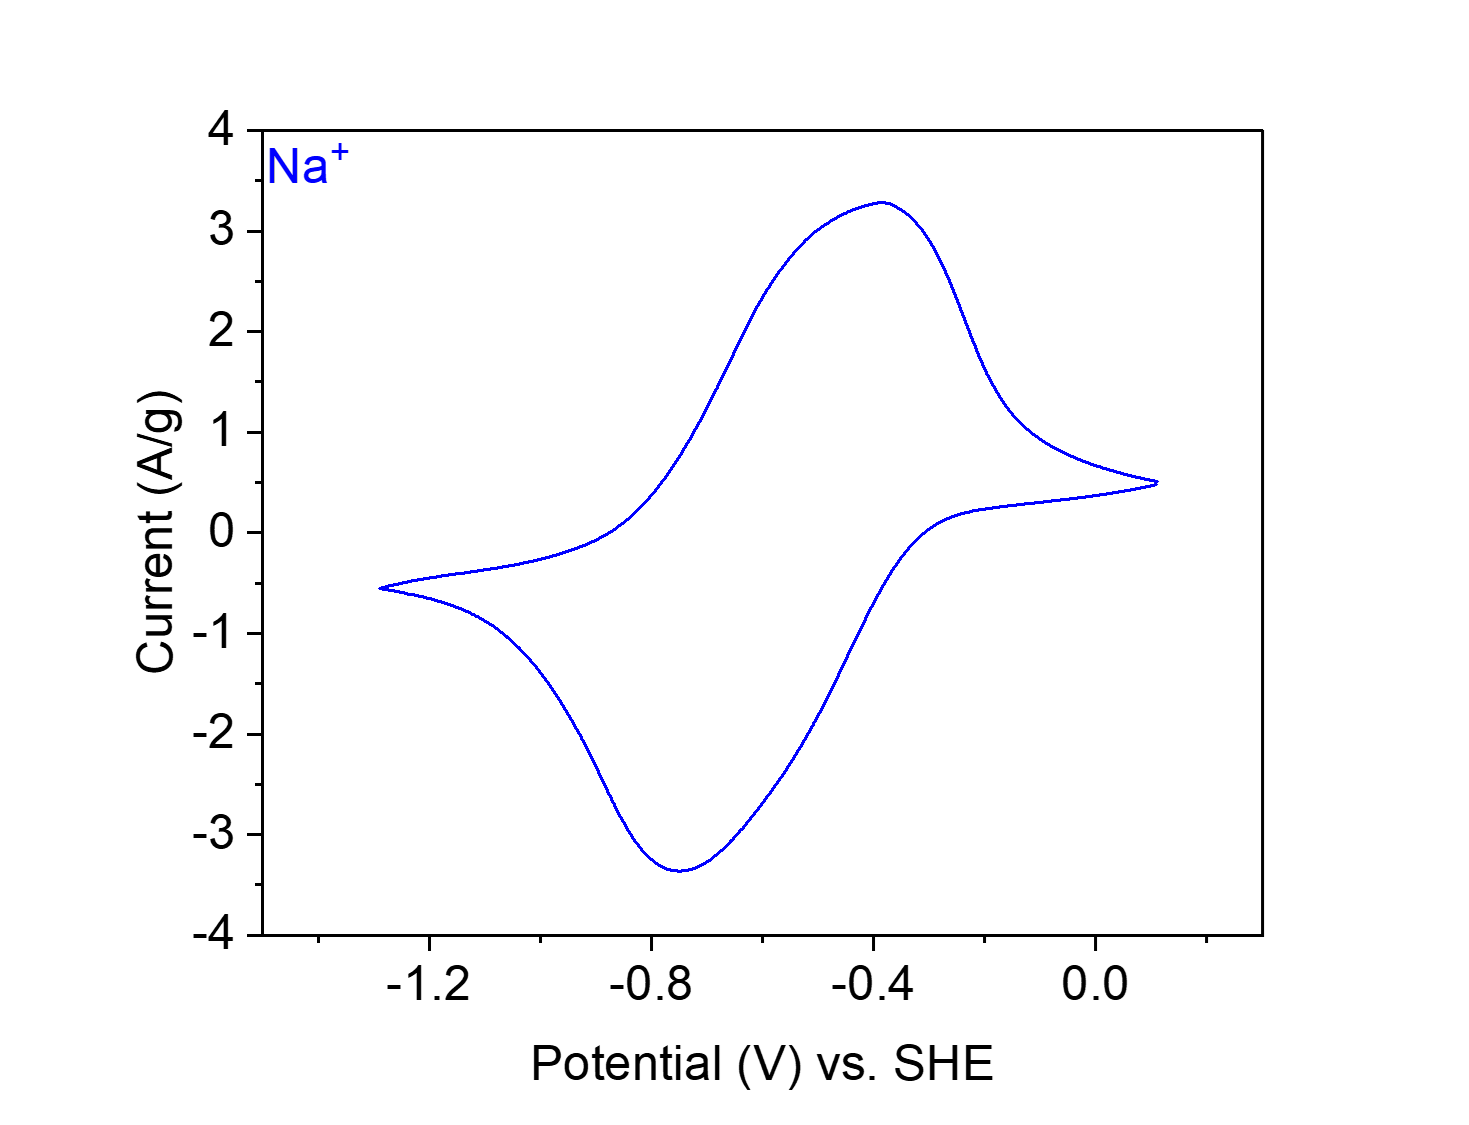 Na⁺
4
3
2
1
0
-1
-2
-3
-4
Current (A/g)
-1.2 -0.8 -0.4 0.0
Potential (V) vs. SHE